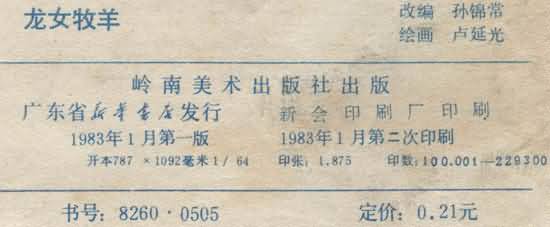 龙女牧羊
改编 孙锦常
绘画 卢延光
岭南美术出版社出版
广东省新华书店发行 新会印刷厂印刷
1983年1月第一版 1983年1月第二次印刷
开本787×1092毫米1/64 印张:1.875 印数:100.001—229300
书号:8260·0505 定价:0.21元